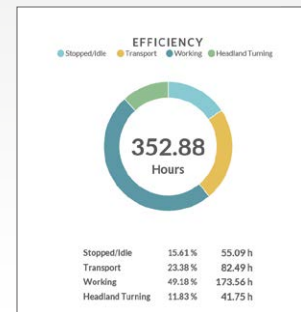 EFFICIENCY
Stopped/Idle Transport Working Headland Turning
352.88
Hours
Stopped/Idle 15.61% 55.09 h
Transport 23.38% 82.49 h
Working 49.18% 173.56 h
Headland Turning 11.83% 41.75 h